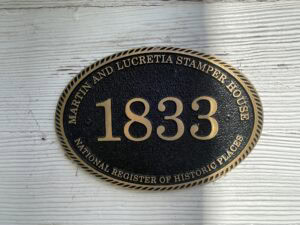 MARTIN AND LUCRETIA STAMPER HOUSE
1833
NATIONAL REGISTER OF HISTORIC PLACES